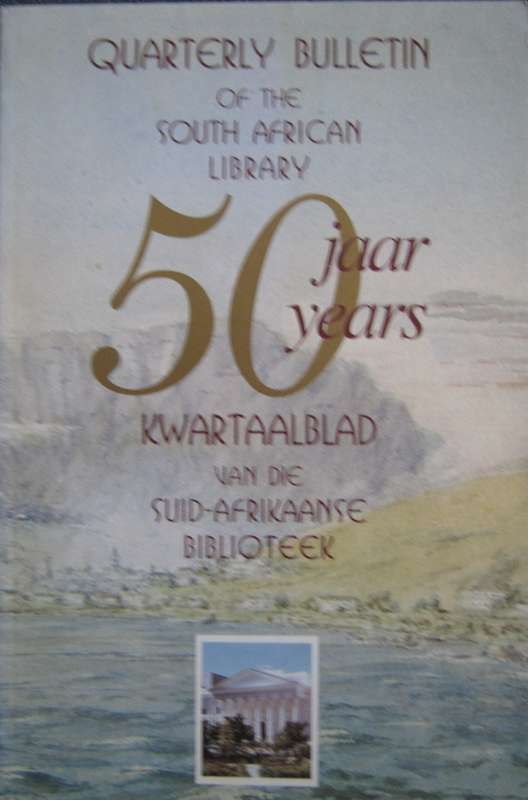 QUARTERLY BULLETIN
OF THE
SOUTH AFRICAN
LIBRARY
50 jaar
years
KWARTAALBLAD
VAN DIE
SUID-AFRIKAANSE
BIBLIOTEEK